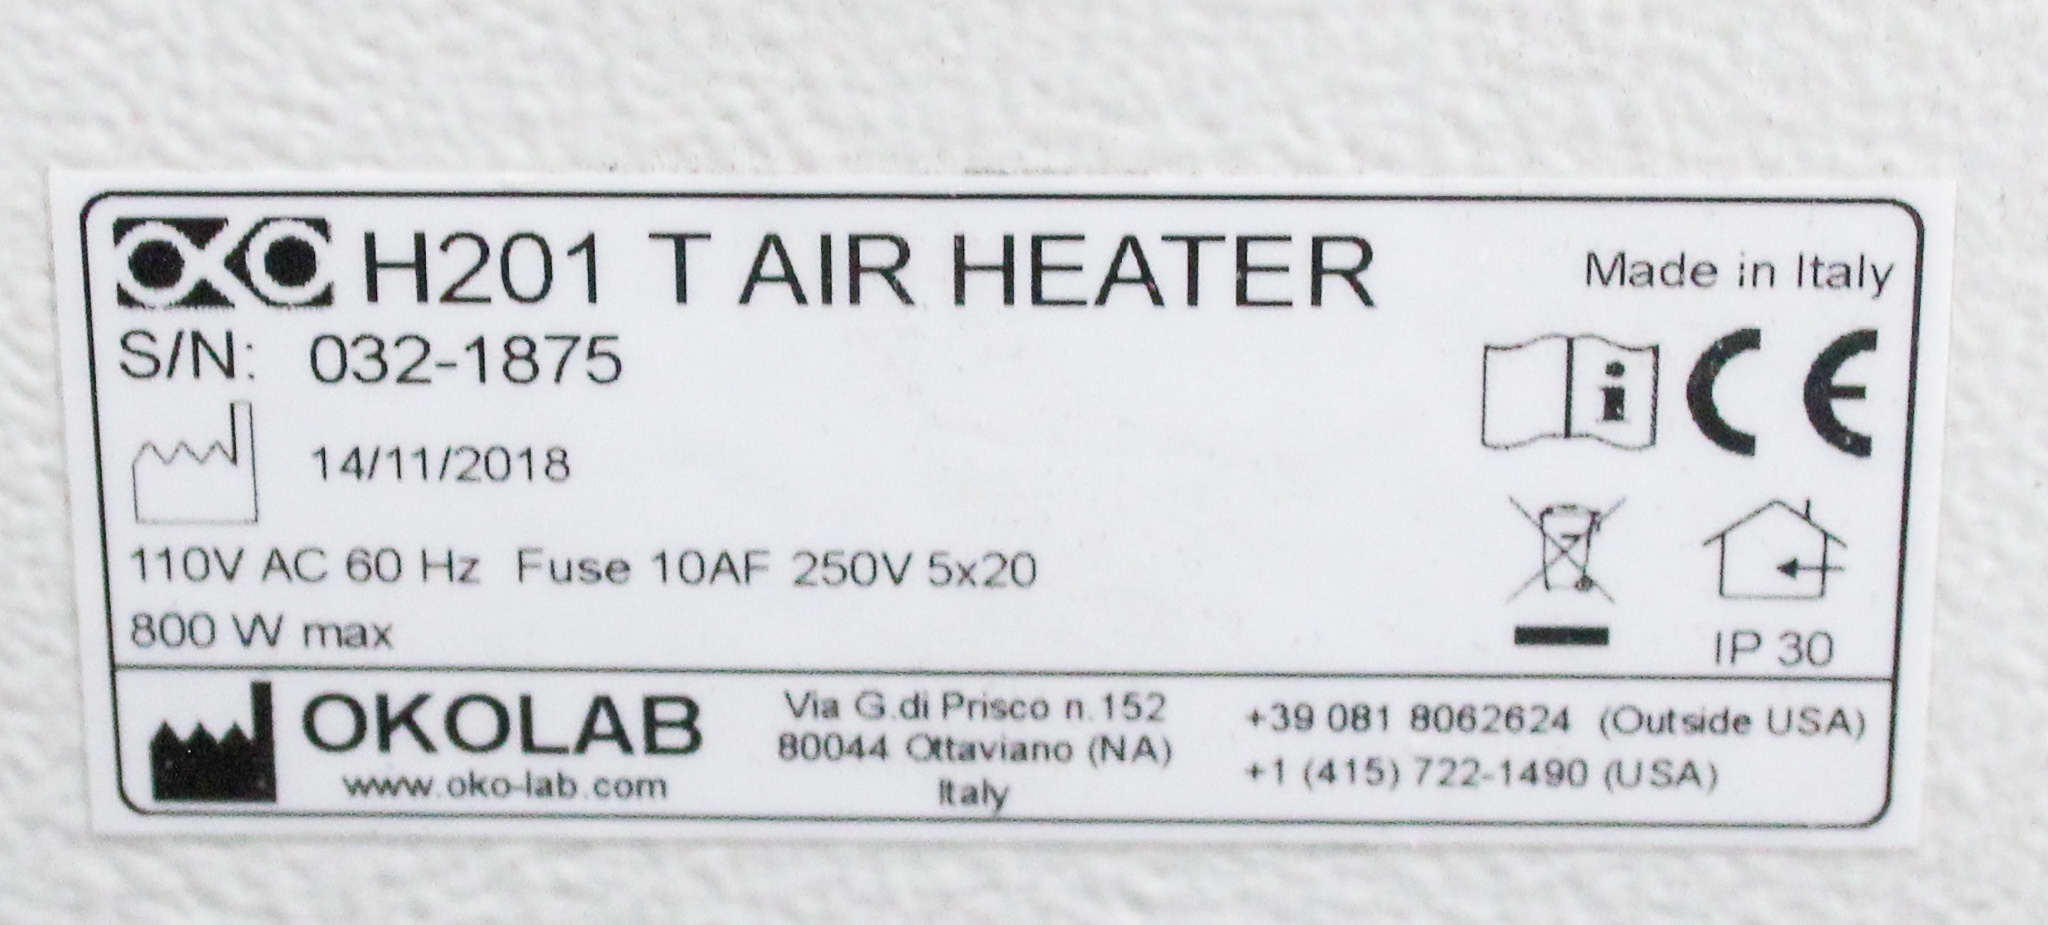 H201 T AIR HEATER
Made in Italy
S/N: 032-1875
14/11/2018
110V AC 60 Hz Fuse 10AF 250V 5x20
800 W max
IP 30
OKOLAB
www.oko-lab.com
Via G.di Prisco n.152
80044 Ottaviano (NA)
Italy
+39 081 8062624 (Outside USA)
+1 (415) 722-1490 (USA)